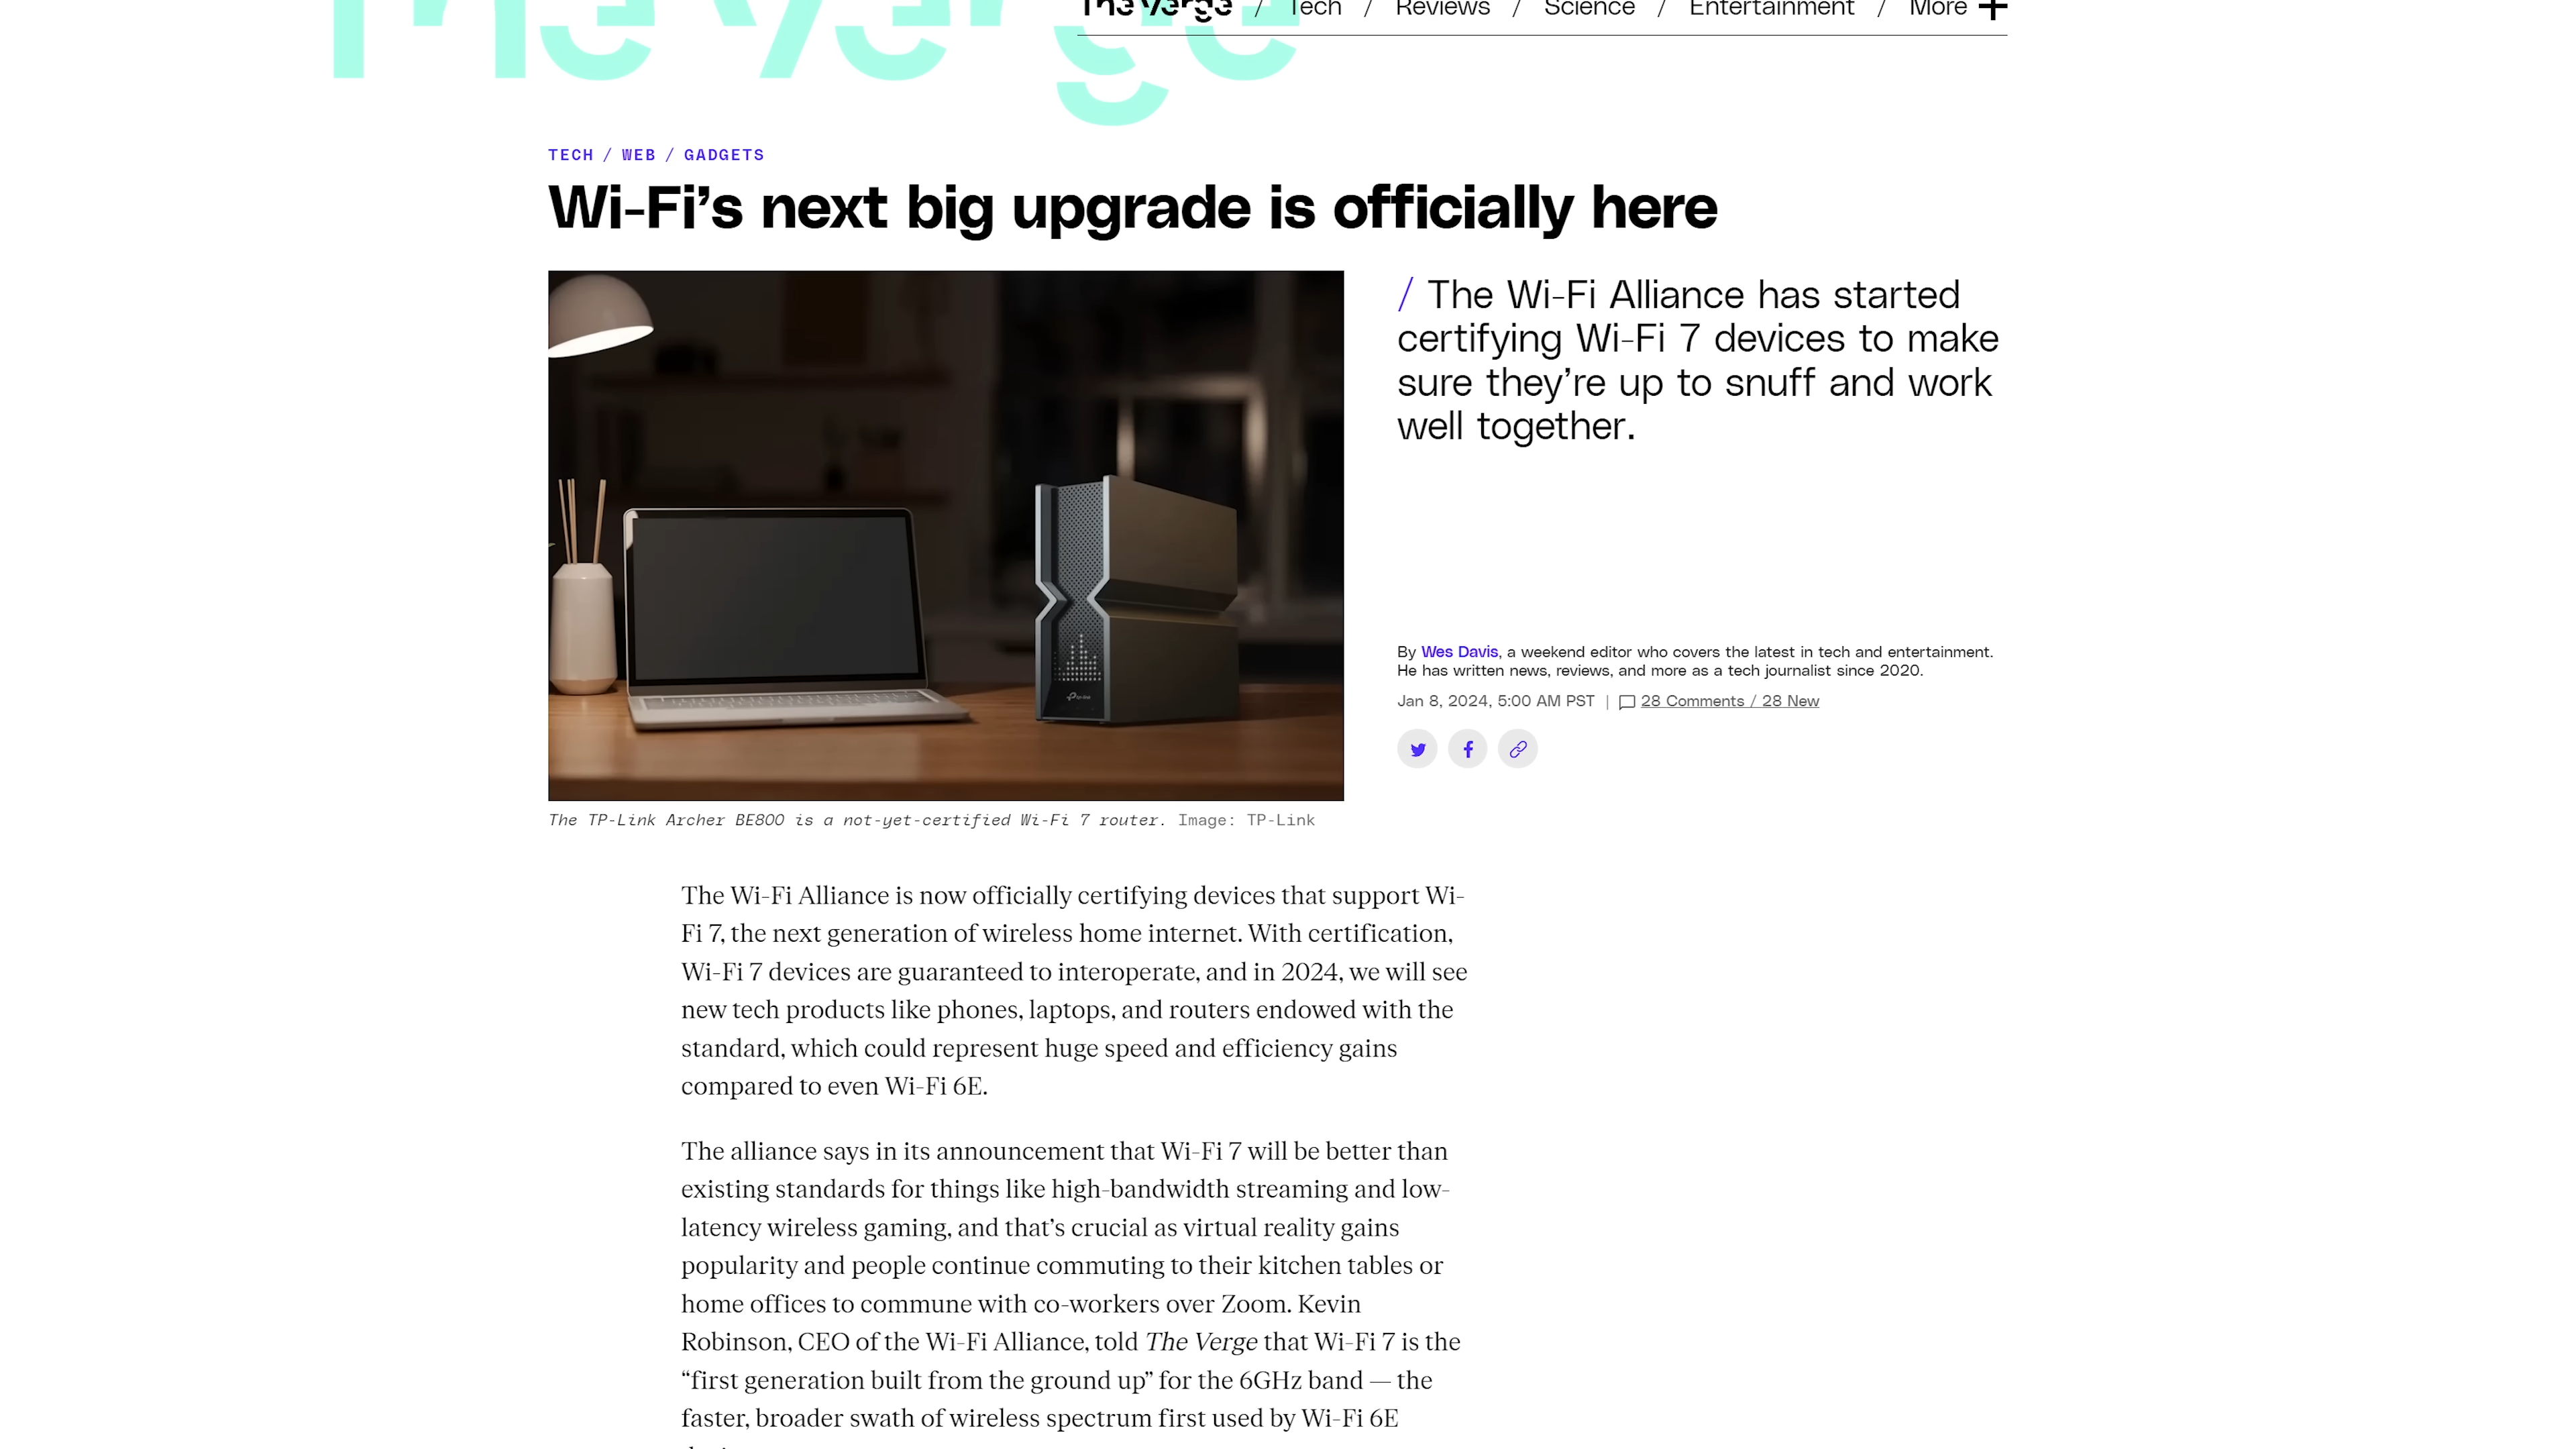 The Verge
The Verge / Tech / Reviews / Science / Entertainment / More +
TECH / WEB / GADGETS
Wi-Fi’s next big upgrade is officially here
/ The Wi-Fi Alliance has started
certifying Wi-Fi 7 devices to make
sure they’re up to snuff and work
well together.
By Wes Davis, a weekend editor who covers the latest in tech and entertainment.
He has written news, reviews, and more as a tech journalist since 2020.
Jan 8, 2024, 5:00 AM PST | 28 Comments / 28 New
tp-link
The TP-Link Archer BE800 is a not-yet-certified Wi-Fi 7 router. Image: TP-Link
The Wi-Fi Alliance is now officially certifying devices that support Wi-
Fi 7, the next generation of wireless home internet. With certification,
Wi-Fi 7 devices are guaranteed to interoperate, and in 2024, we will see
new tech products like phones, laptops, and routers endowed with the
standard, which could represent huge speed and efficiency gains
compared to even Wi-Fi 6E.
The alliance says in its announcement that Wi-Fi 7 will be better than
existing standards for things like high-bandwidth streaming and low-
latency wireless gaming, and that’s crucial as virtual reality gains
popularity and people continue commuting to their kitchen tables or
home offices to commune with co-workers over Zoom. Kevin
Robinson, CEO of the Wi-Fi Alliance, told The Verge that Wi-Fi 7 is the
“first generation built from the ground up” for the 6GHz band — the
faster, broader swath of wireless spectrum first used by Wi-Fi 6E